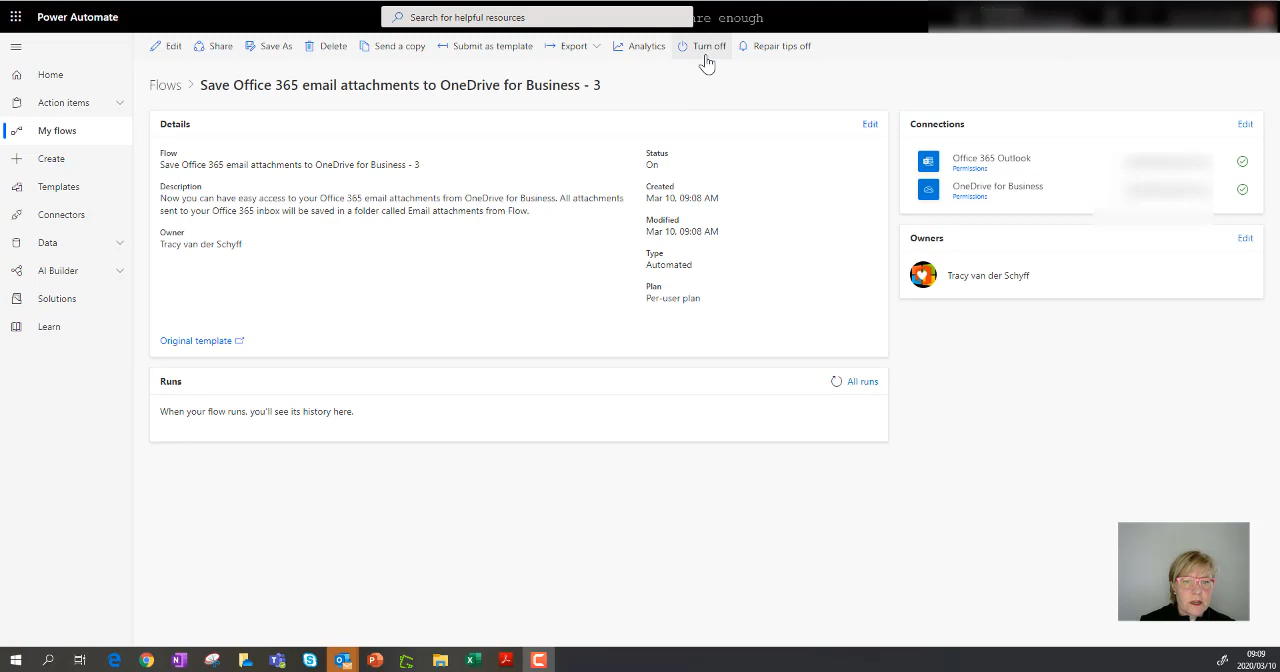 Power Automate
Search for helpful resources
are enough
Edit
Share
Save As
Delete
Send a copy
Submit as template
Export
Analytics
Turn off
Repair tips off
Home
Action items
My flows
Create
Templates
Connectors
Data
AI Builder
Solutions
Learn
Flows > Save Office 365 email attachments to OneDrive for Business - 3
Details
Edit
Flow
Save Office 365 email attachments to OneDrive for Business - 3
Description
Now you can have easy access to your Office 365 email attachments from OneDrive for Business. All attachments
sent to your Office 365 inbox will be saved in a folder called Email attachments from Flow.
Owner
Tracy van der Schyff
Status
On
Created
Mar 10, 09:08 AM
Modified
Mar 10, 09:08 AM
Type
Automated
Plan
Per-user plan
Original template
Runs
All runs
When your flow runs, you'll see its history here.
Connections
Edit
Office 365 Outlook
Permissions
OneDrive for Business
Permissions
Owners
Edit
Tracy van der Schyff
09:09
2020/03/10